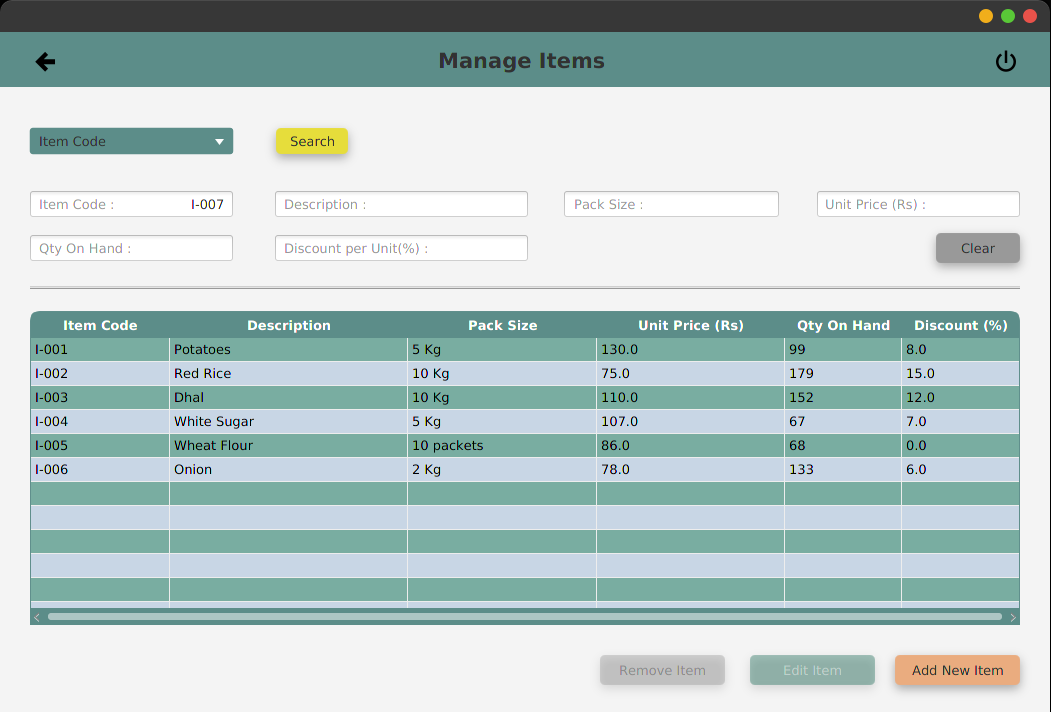 Manage Items
Item Code Search
Item Code : I-007 Description : Pack Size : Unit Price (Rs) :
Qty On Hand : Discount per Unit(%) : Clear
Item Code Description Pack Size Unit Price (Rs) Qty On Hand Discount (%)
I-001 Potatoes 5 Kg 130.0 99 8.0
I-002 Red Rice 10 Kg 75.0 179 15.0
I-003 Dhal 10 Kg 110.0 152 12.0
I-004 White Sugar 5 Kg 107.0 67 7.0
I-005 Wheat Flour 10 packets 86.0 68 0.0
I-006 Onion 2 Kg 78.0 133 6.0
Remove Item Edit Item Add New Item